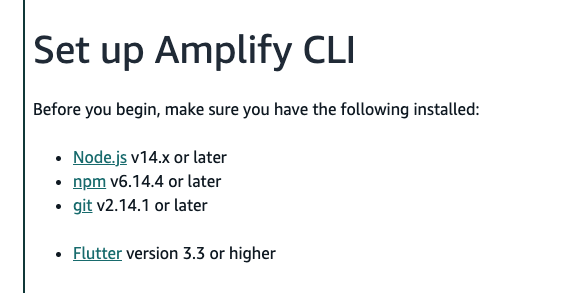 Set up Amplify CLI
Before you begin, make sure you have the following installed:
• Node.js v14.x or later
• npm v6.14.4 or later
• git v2.14.1 or later
• Flutter version 3.3 or higher